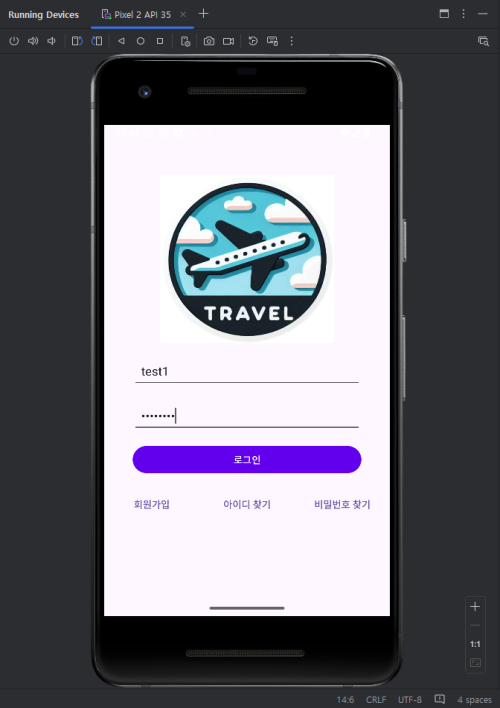 Running Devices
Pixel 2 API 35
TRAVEL
test1
••••••••
로그인
회원가입 아이디 찾기 비밀번호 찾기
1:1
14:6 CRLF UTF-8 4 spaces